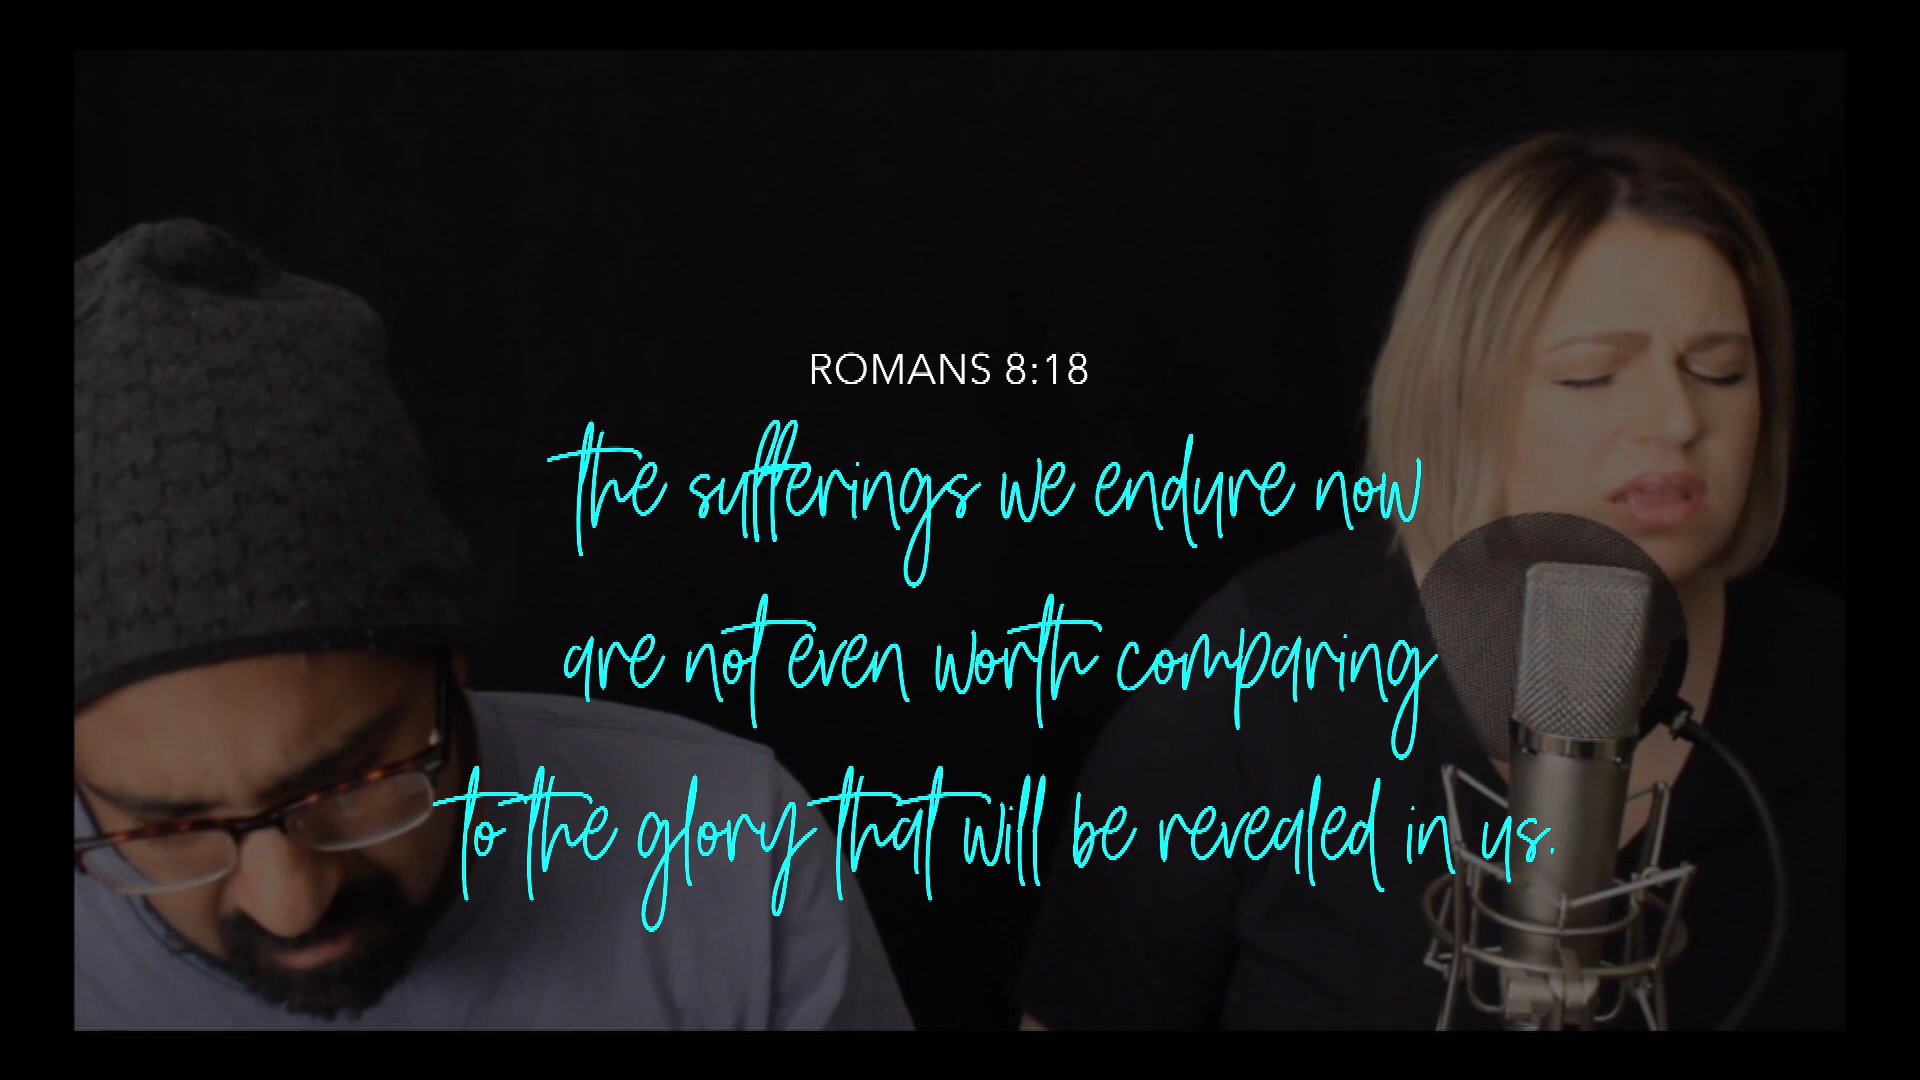 ROMANS 8:18
the sufferings we endure now
are not even worth comparing
to the glory that will be revealed in us.